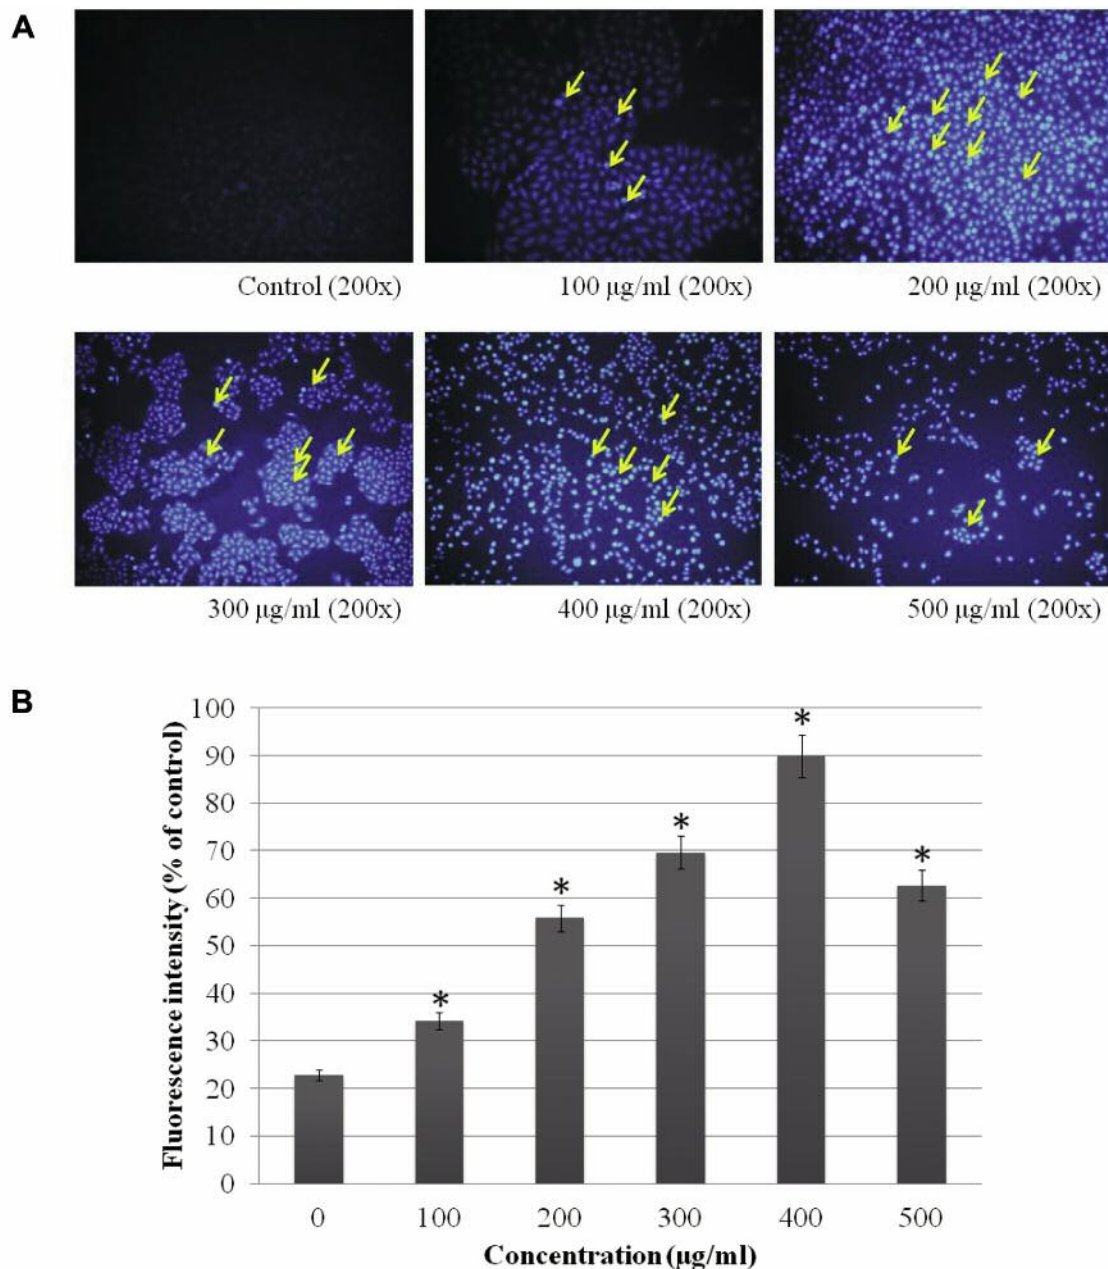 A
Control (200x)
100 µg/ml (200x)
200 µg/ml (200x)
300 µg/ml (200x)
400 µg/ml (200x)
500 µg/ml (200x)
B
Fluorescence intensity (% of control)
100
90
80
70
60
50
40
30
20
10
0
*
*
*
*
*
0
100
200
300
400
500
Concentration (µg/ml)